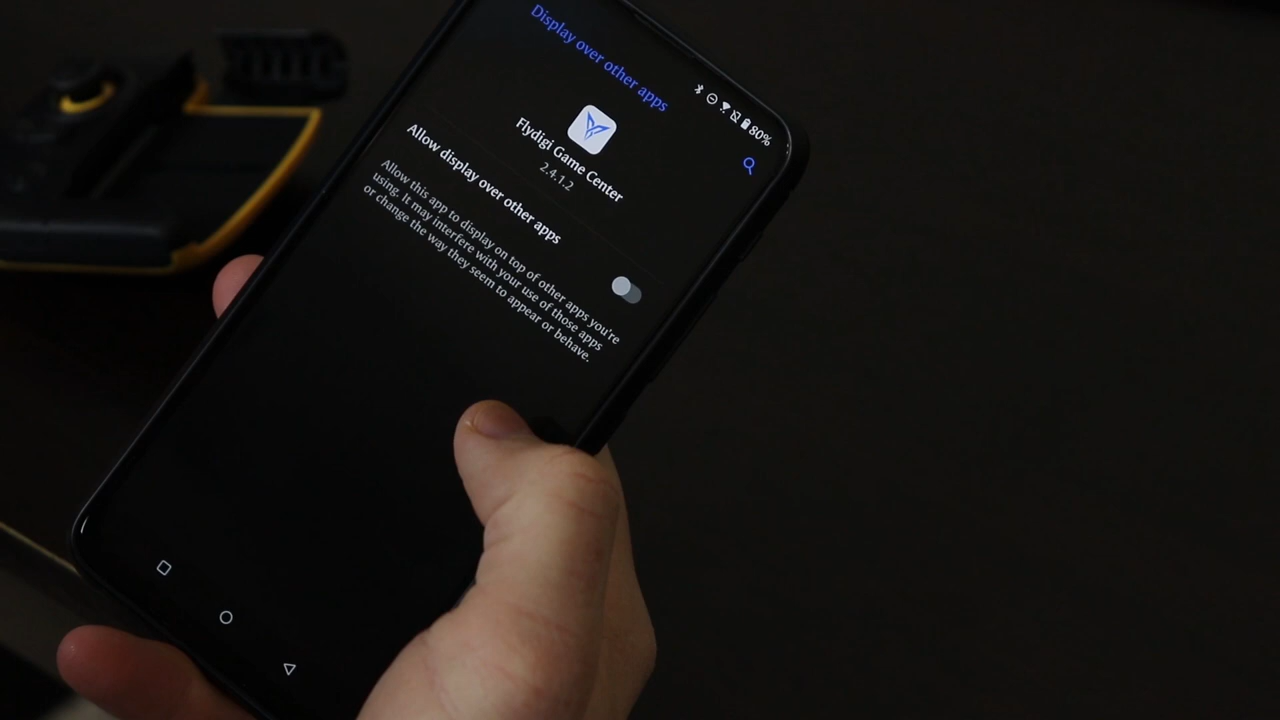 80%
Display over other apps
Flydigi Game Center
2.4.1.2
Allow display over other apps
Allow this app to display on top of other apps you're
using. It may interfere with your use of those apps
or change the way they seem to appear or behave.